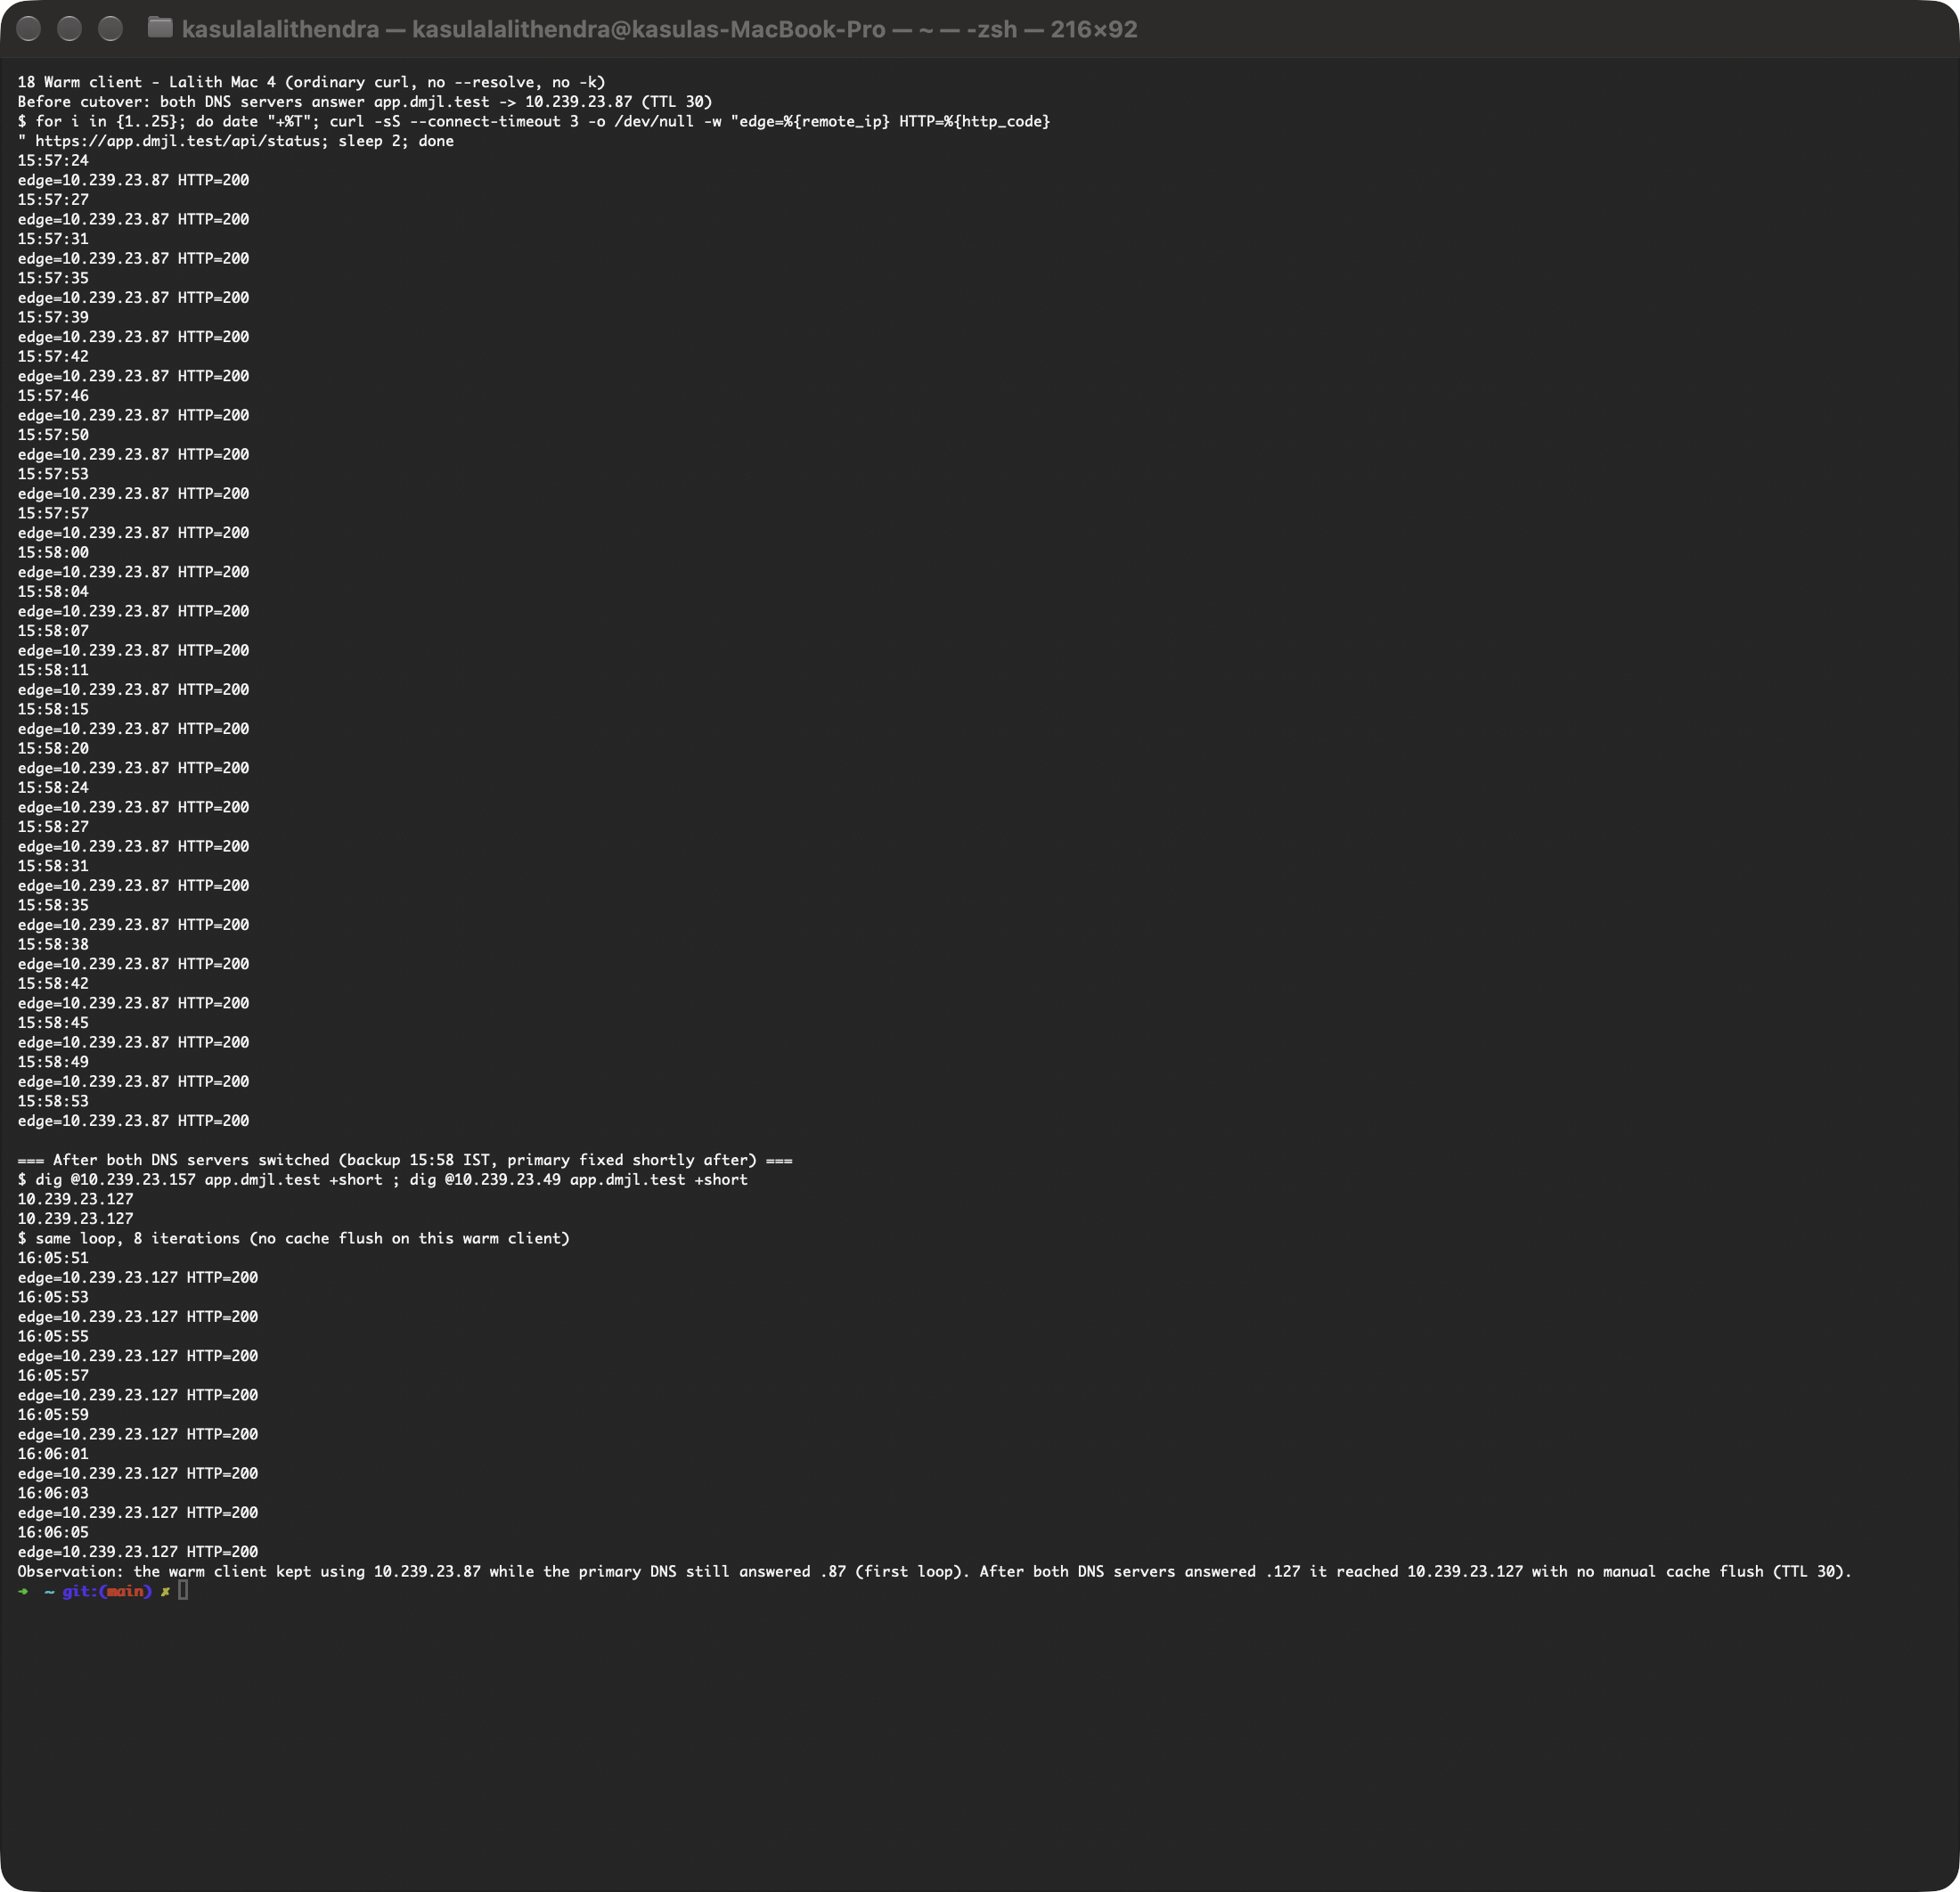 kasulalalithendra — kasulalalithendra@kasulas-MacBook-Pro — ~ — -zsh — 216×92
18 Warm client - Lalith Mac 4 (ordinary curl, no --resolve, no -k)
Before cutover: both DNS servers answer app.dmjl.test -> 10.239.23.87 (TTL 30)
$ for i in {1..25}; do date "+%T"; curl -sS --connect-timeout 3 -o /dev/null -w "edge=%{remote_ip} HTTP=%{http_code}
" https://app.dmjl.test/api/status; sleep 2; done
15:57:24
edge=10.239.23.87 HTTP=200
15:57:27
edge=10.239.23.87 HTTP=200
15:57:31
edge=10.239.23.87 HTTP=200
15:57:35
edge=10.239.23.87 HTTP=200
15:57:39
edge=10.239.23.87 HTTP=200
15:57:42
edge=10.239.23.87 HTTP=200
15:57:46
edge=10.239.23.87 HTTP=200
15:57:50
edge=10.239.23.87 HTTP=200
15:57:53
edge=10.239.23.87 HTTP=200
15:57:57
edge=10.239.23.87 HTTP=200
15:58:00
edge=10.239.23.87 HTTP=200
15:58:04
edge=10.239.23.87 HTTP=200
15:58:07
edge=10.239.23.87 HTTP=200
15:58:11
edge=10.239.23.87 HTTP=200
15:58:15
edge=10.239.23.87 HTTP=200
15:58:20
edge=10.239.23.87 HTTP=200
15:58:24
edge=10.239.23.87 HTTP=200
15:58:27
edge=10.239.23.87 HTTP=200
15:58:31
edge=10.239.23.87 HTTP=200
15:58:35
edge=10.239.23.87 HTTP=200
15:58:38
edge=10.239.23.87 HTTP=200
15:58:42
edge=10.239.23.87 HTTP=200
15:58:45
edge=10.239.23.87 HTTP=200
15:58:49
edge=10.239.23.87 HTTP=200
15:58:53
edge=10.239.23.87 HTTP=200
=== After both DNS servers switched (backup 15:58 IST, primary fixed shortly after) ===
$ dig @10.239.23.157 app.dmjl.test +short ; dig @10.239.23.49 app.dmjl.test +short
10.239.23.127
10.239.23.127
$ same loop, 8 iterations (no cache flush on this warm client)
16:05:51
edge=10.239.23.127 HTTP=200
16:05:53
edge=10.239.23.127 HTTP=200
16:05:55
edge=10.239.23.127 HTTP=200
16:05:57
edge=10.239.23.127 HTTP=200
16:05:59
edge=10.239.23.127 HTTP=200
16:06:01
edge=10.239.23.127 HTTP=200
16:06:03
edge=10.239.23.127 HTTP=200
16:06:05
edge=10.239.23.127 HTTP=200
Observation: the warm client kept using 10.239.23.87 while the primary DNS still answered .87 (first loop). After both DNS servers answered .127 it reached 10.239.23.127 with no manual cache flush (TTL 30).
➜ ~ git:(main) ✗